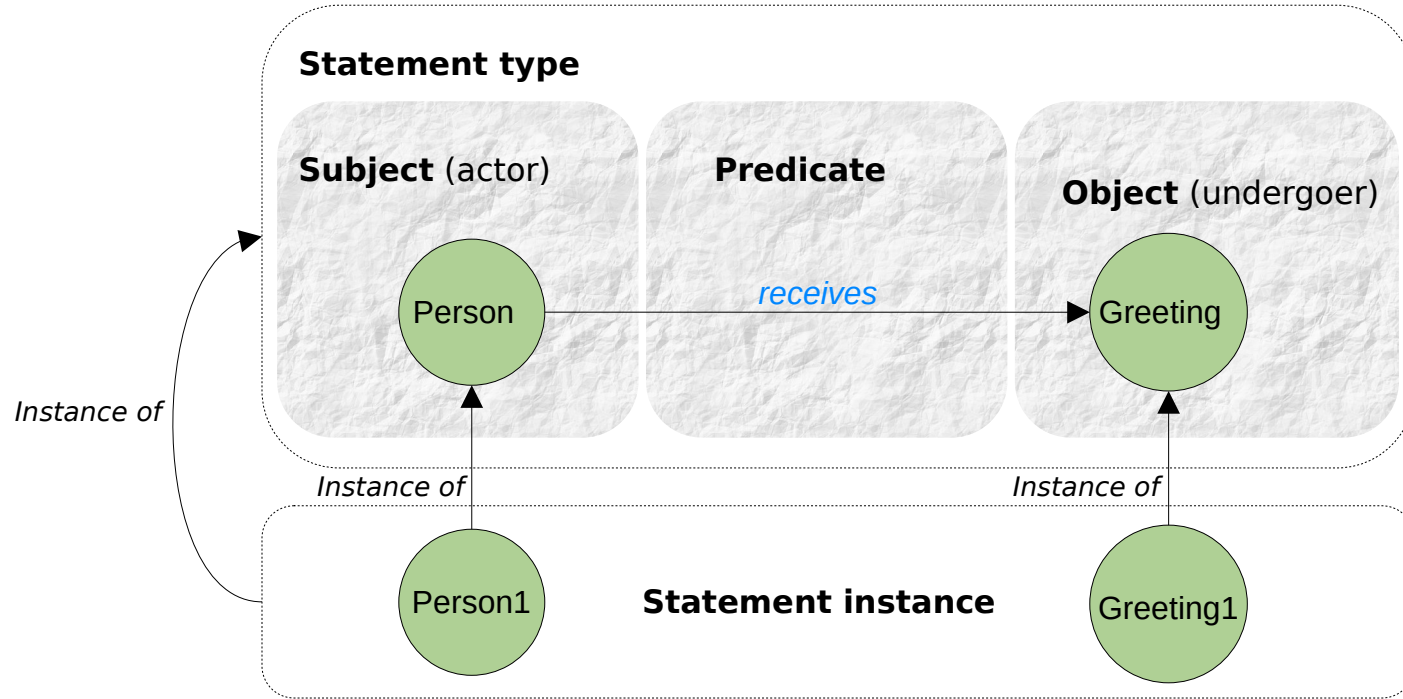 Statement type
Subject (actor)
Predicate
Object (undergoer)
Person
receives
Greeting
Instance of
Instance of
Instance of
Person1
Statement instance
Greeting1